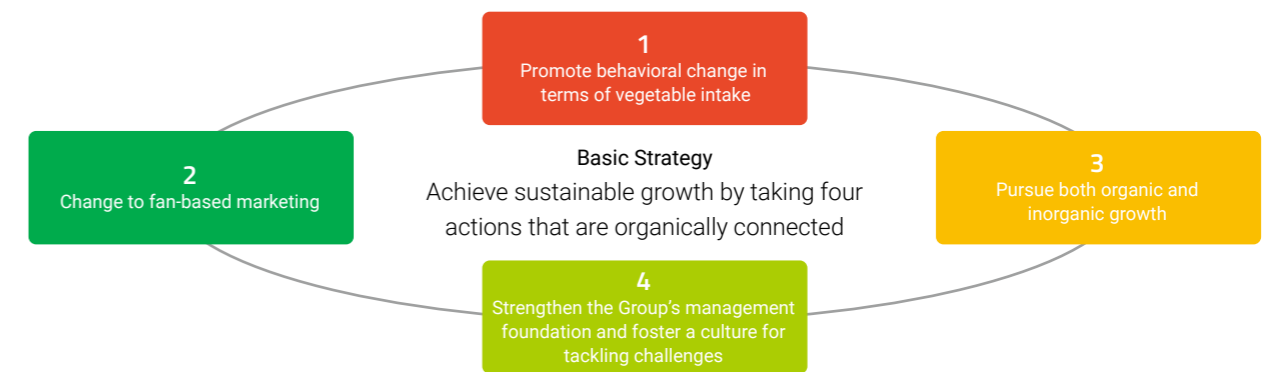 1
Promote behavioral change in
terms of vegetable intake
2
Change to fan-based marketing
Basic Strategy
Achieve sustainable growth by taking four
actions that are organically connected
3
Pursue both organic and
inorganic growth
4
Strengthen the Group’s management
foundation and foster a culture for
tackling challenges